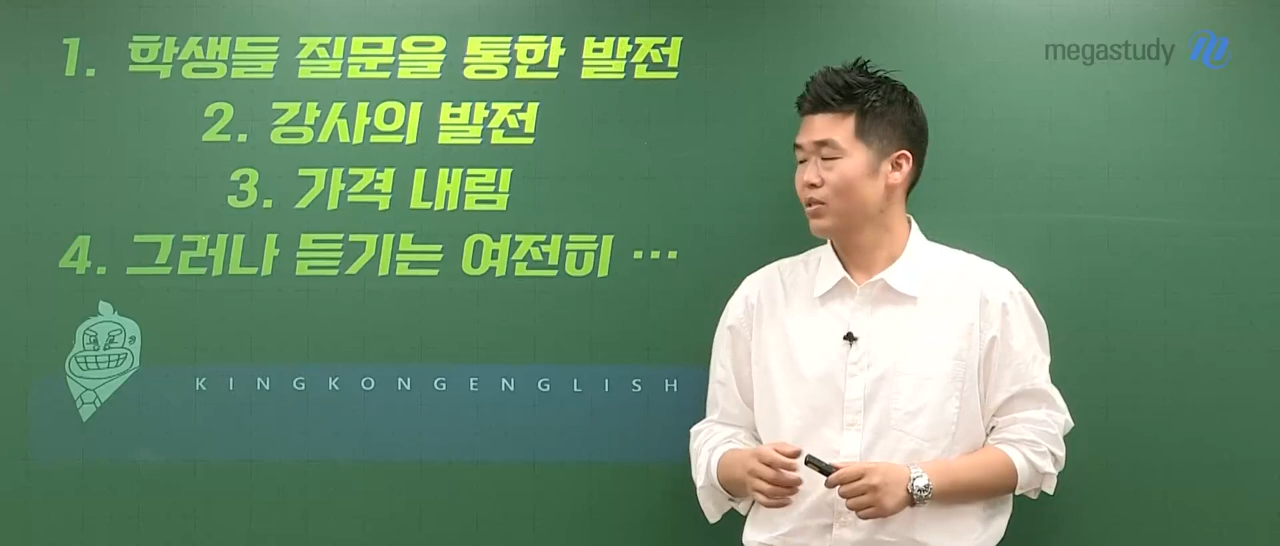 1. 학생들 질문을 통한 발전
2. 강사의 발전
3. 가격 내림
4. 그러나 듣기는 여전히 …
KINGKONGENGLISH
megastudy